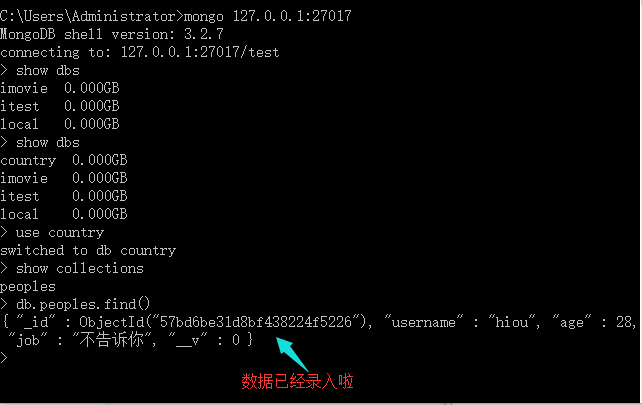 C:\Users\Administrator>mongo 127.0.0.1:27017
MongoDB shell version: 3.2.7
connecting to: 127.0.0.1:27017/test
> show dbs
imovie  0.000GB
itest   0.000GB
local   0.000GB
> show dbs
country  0.000GB
imovie   0.000GB
itest    0.000GB
local    0.000GB
> use country
switched to db country
> show collections
peoples
> db.peoples.find()
{ "_id" : ObjectId("57bd6be31d8bf438224f5226"), "username" : "hiou", "age" : 28,
"job" : "不告诉你", "__v" : 0 }
>
数据已经录入啦